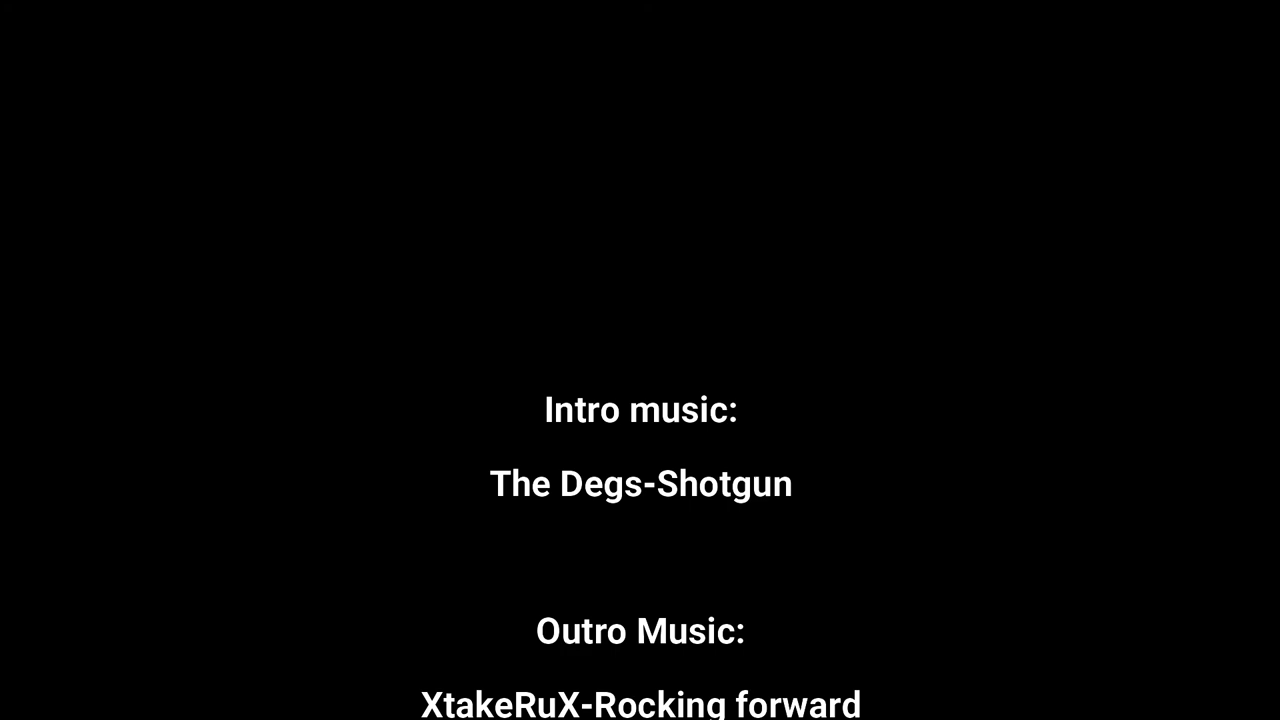 Intro music:
The Degs-Shotgun
Outro Music:
XtakeRuX-Rocking forward